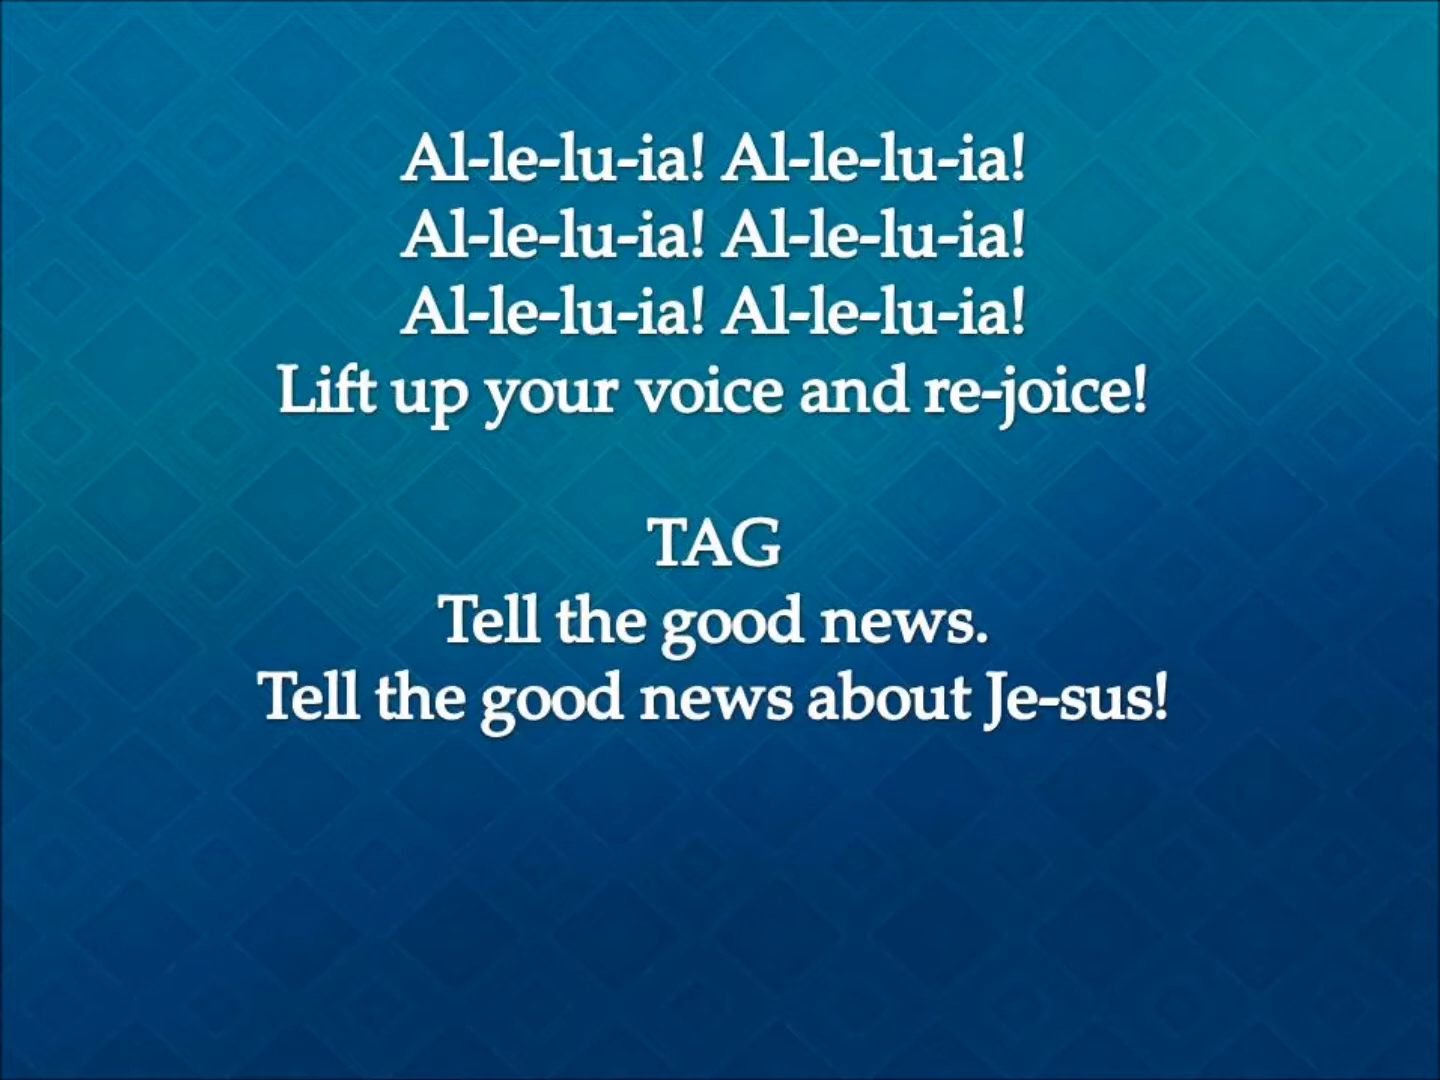 Al-le-lu-ia! Al-le-lu-ia!
Al-le-lu-ia! Al-le-lu-ia!
Al-le-lu-ia! Al-le-lu-ia!
Lift up your voice and re-joice!
TAG
Tell the good news.
Tell the good news about Je-sus!